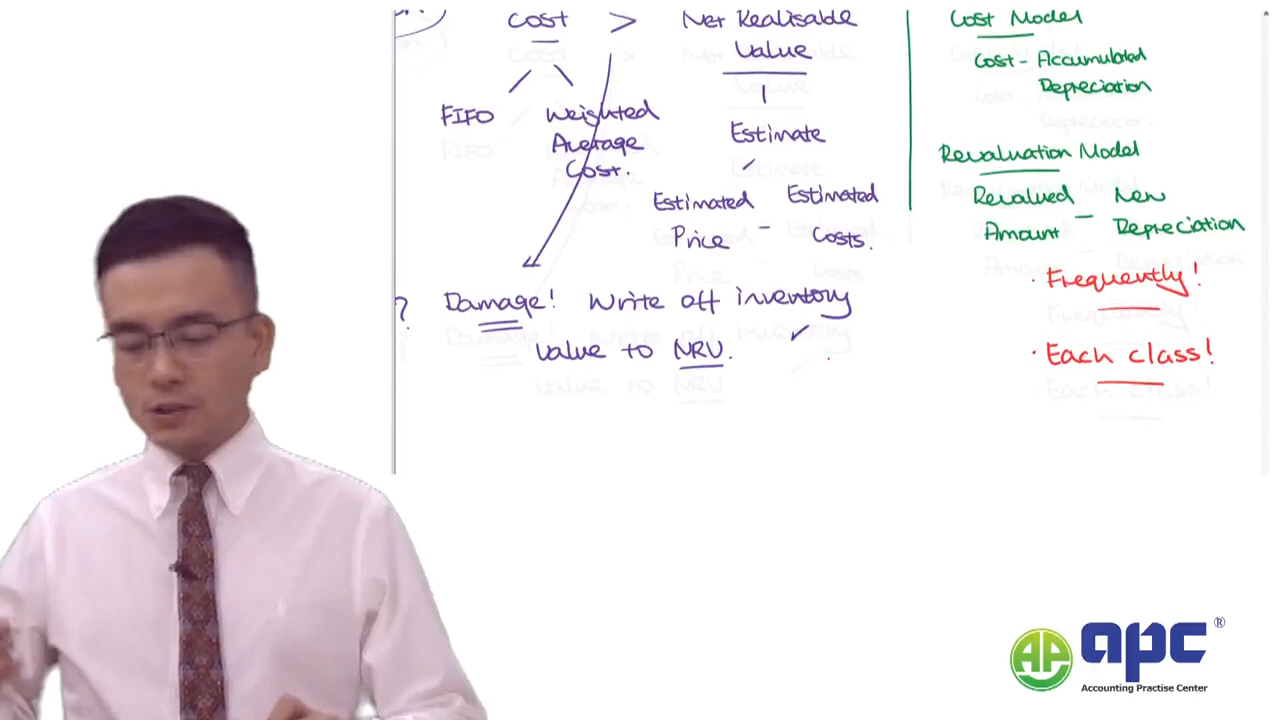 Cost > Net Realisable
Value
FIFO
Weighted
Average
Cost.
Estimate
Estimated
Price
-
Estimated
Costs.
? Damage! Write off inventory
Value to NRV.
Cost Model
Cost - Accumulated
Depreciation
Revaluation Model
Revalued - New
Amount Depreciation
· Frequently!
· Each class!
apc®
Accounting Practise Center